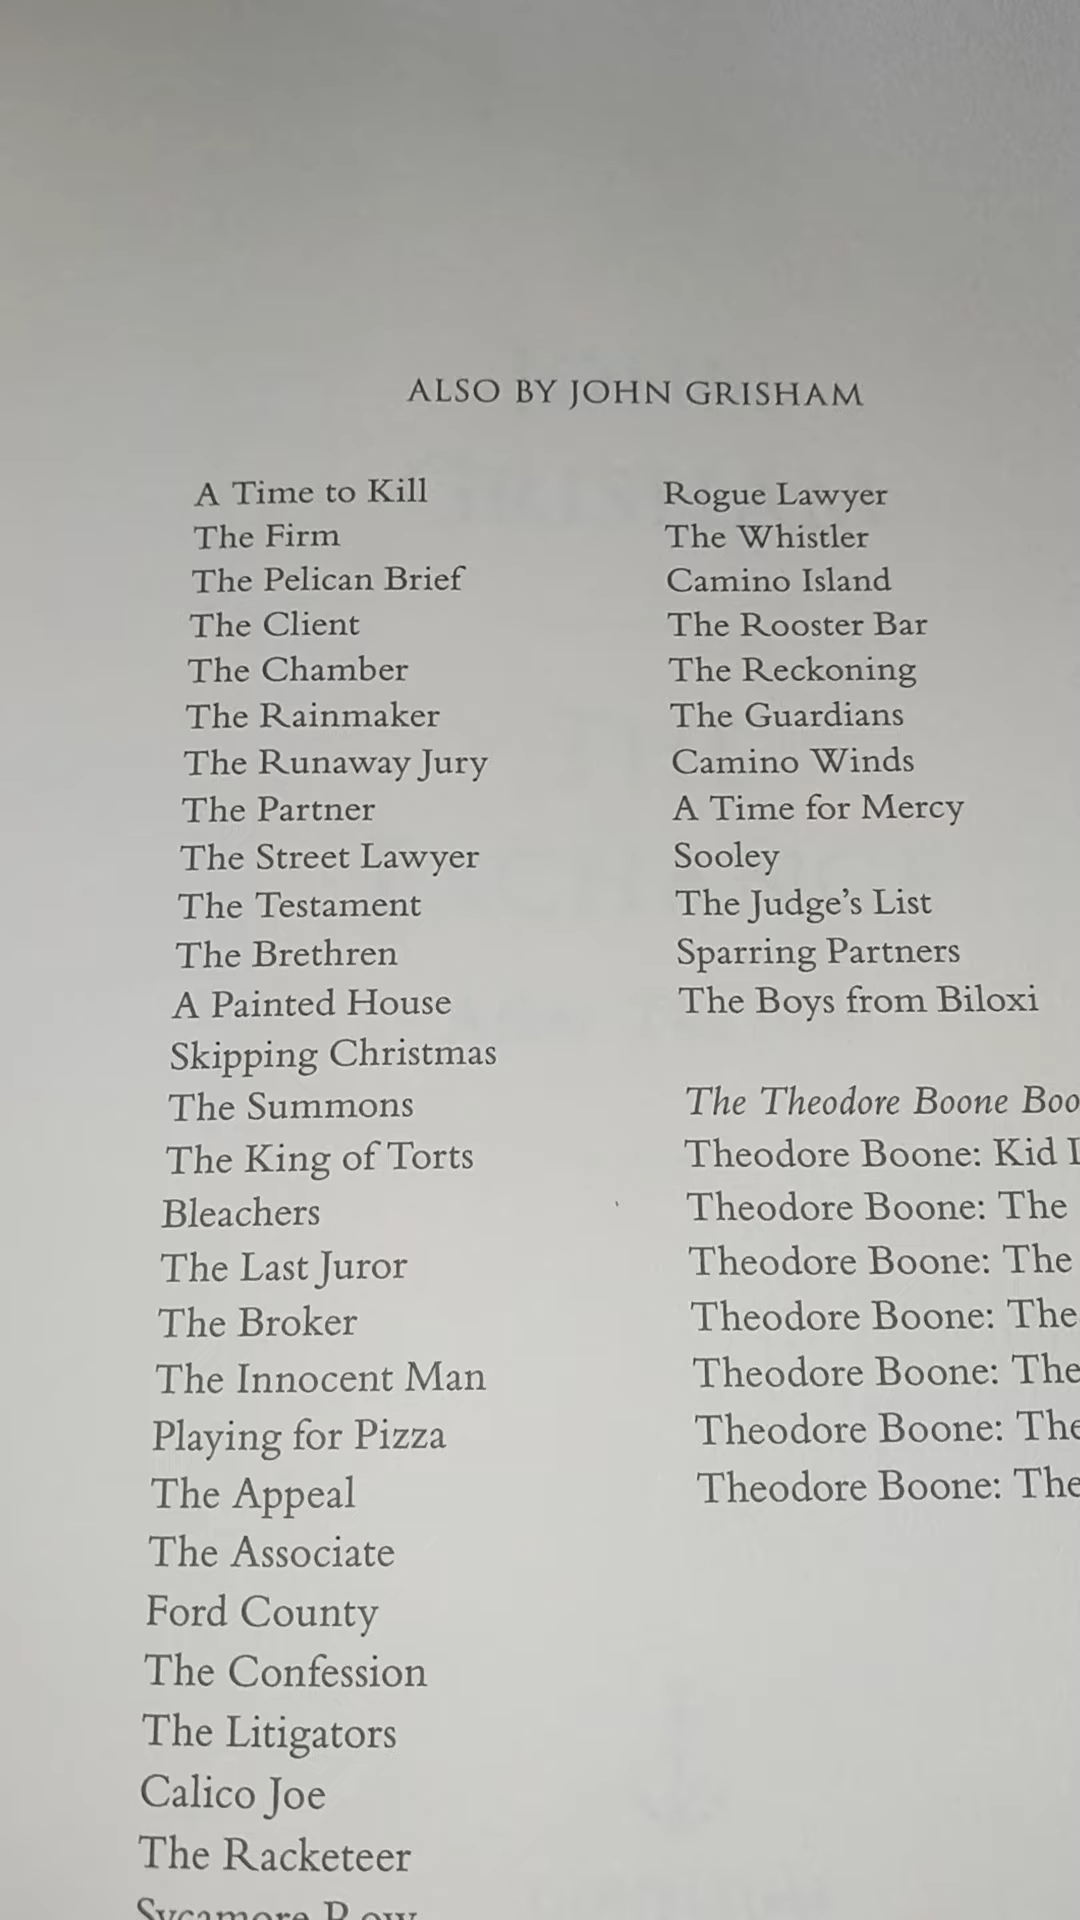 ALSO BY JOHN GRISHAM
A Time to Kill
The Firm
The Pelican Brief
The Client
The Chamber
The Rainmaker
The Runaway Jury
The Partner
The Street Lawyer
The Testament
The Brethren
A Painted House
Skipping Christmas
The Summons
The King of Torts
Bleachers
The Last Juror
The Broker
The Innocent Man
Playing for Pizza
The Appeal
The Associate
Ford County
The Confession
The Litigators
Calico Joe
The Racketeer
Sycamore Row
Rogue Lawyer
The Whistler
Camino Island
The Rooster Bar
The Reckoning
The Guardians
Camino Winds
A Time for Mercy
Sooley
The Judge's List
Sparring Partners
The Boys from Biloxi
The Theodore Boone
Theodore Boone: Kid
Theodore Boone: The
Theodore Boone: The
Theodore Boone: The
Theodore Boone: The
Theodore Boone: The
Theodore Boone: The